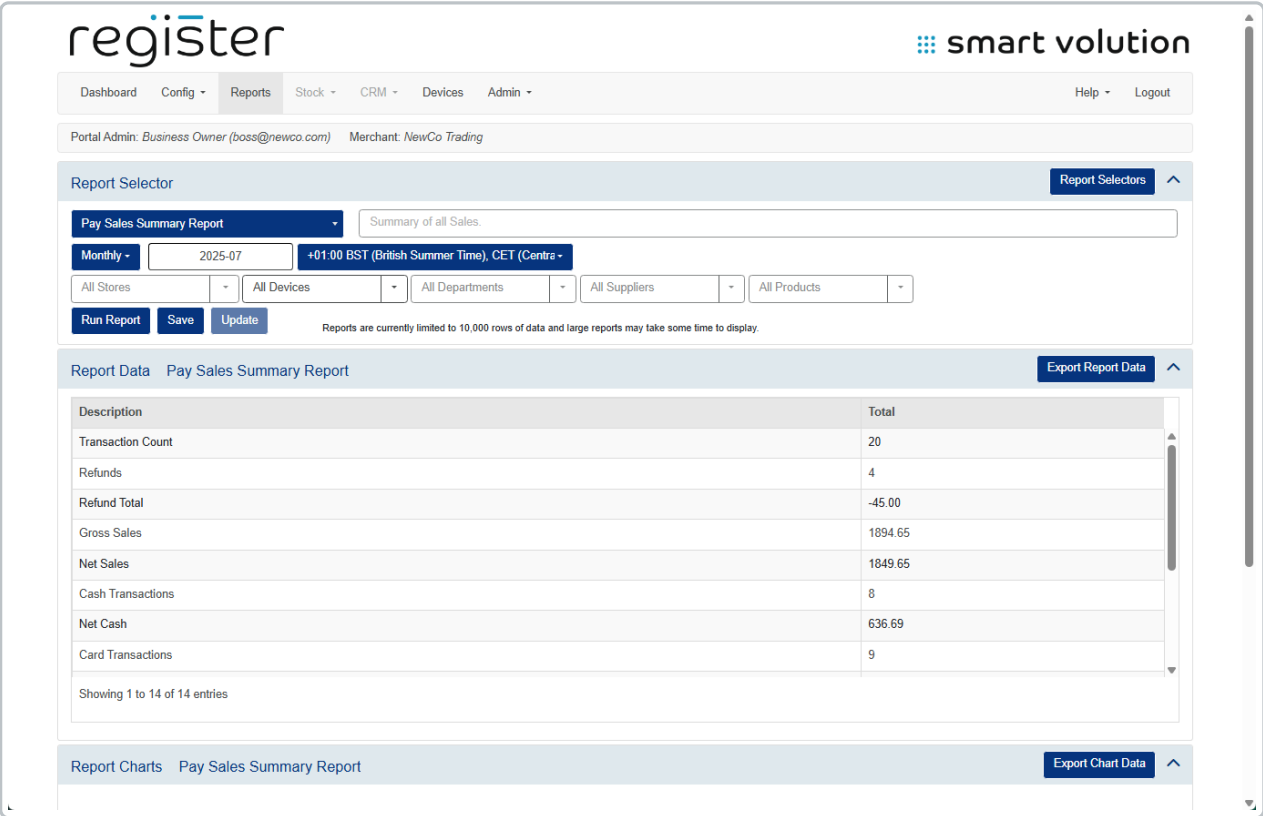 register
smart volution
Dashboard Config Reports Stock CRM Devices Admin Help Logout
Portal Admin: Business Owner (boss@newco.com) Merchant: NewCo Trading
Report Selector Report Selectors
Pay Sales Summary Report Summary of all Sales.
Monthly 2025-07 +01:00 BST (British Summer Time), CET (Centra
All Stores All Devices All Departments All Suppliers All Products
Run Report Save Update Reports are currently limited to 10,000 rows of data and large reports may take some time to display.
Report Data Pay Sales Summary Report Export Report Data
Description Total
Transaction Count 20
Refunds 4
Refund Total -45.00
Gross Sales 1894.65
Net Sales 1849.65
Cash Transactions 8
Net Cash 636.69
Card Transactions 9
Showing 1 to 14 of 14 entries
Report Charts Pay Sales Summary Report Export Chart Data